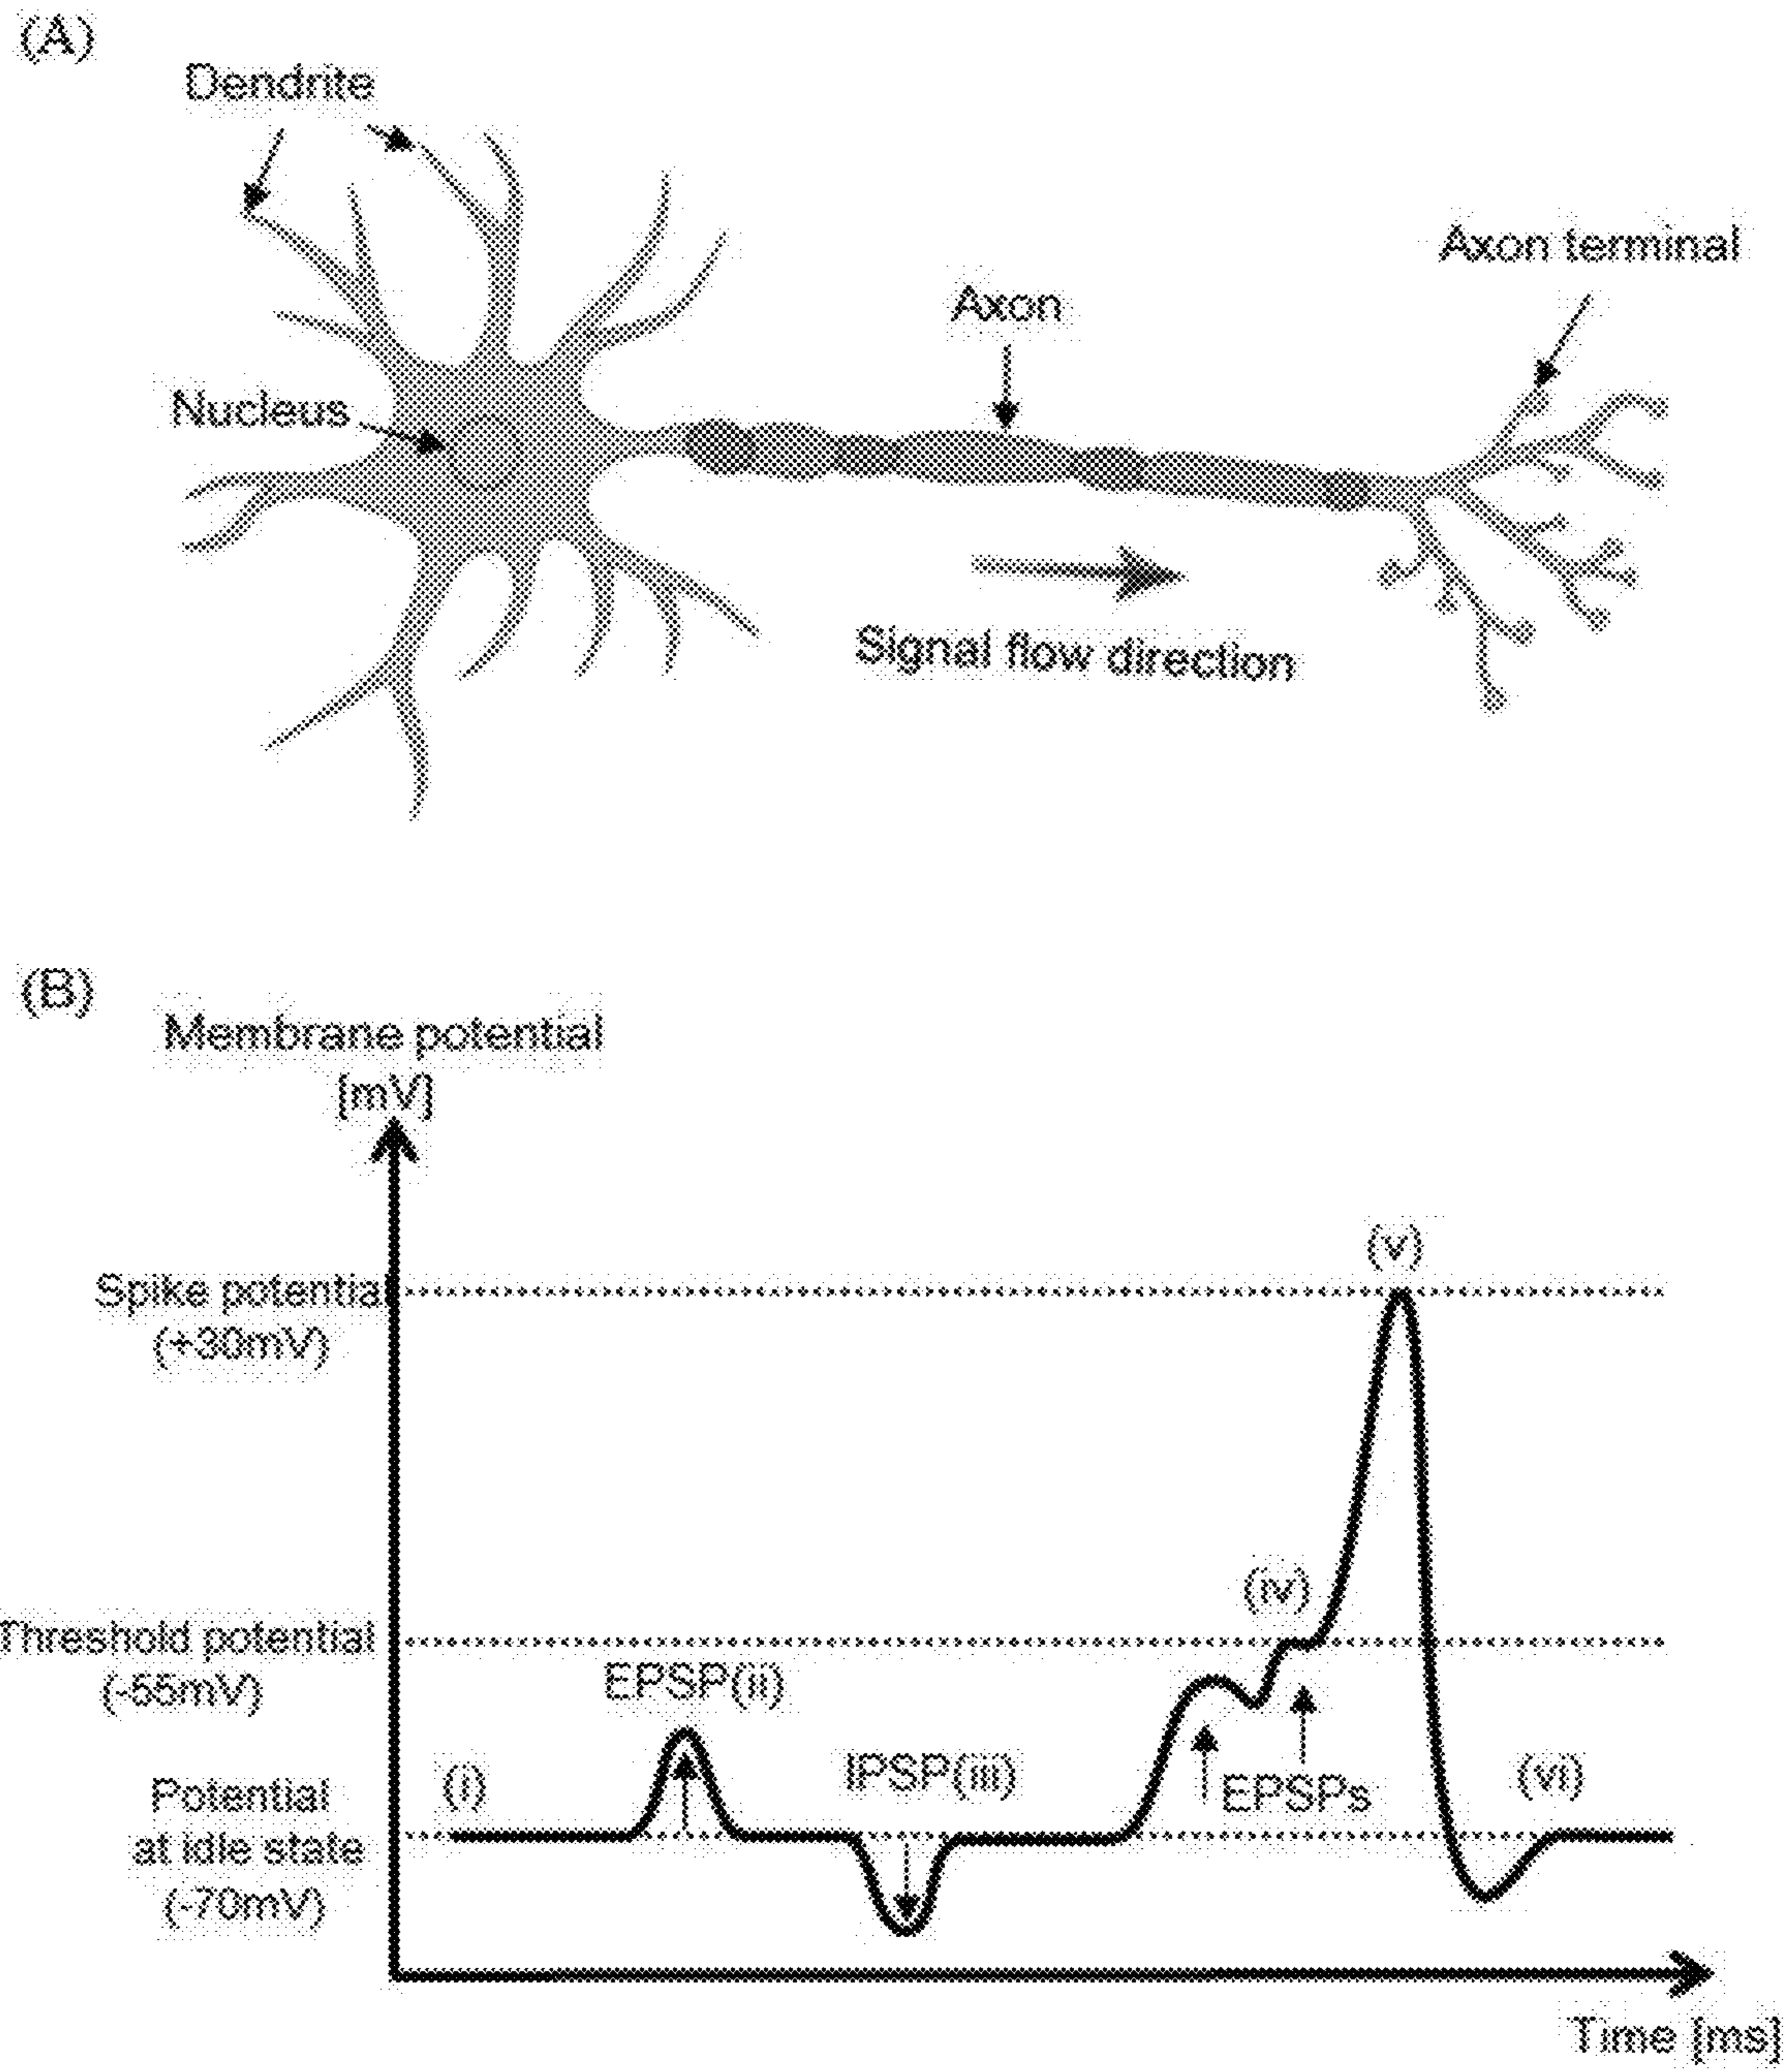 (A)
Dendrite
Axon terminal
Axon
Nucleus
Signal flow direction
(B)
Membrane potential
[mV]
(v)
Spike potential
(+30mV)
(iv)
Threshold potential
(-55mV)
EPSP(ii)
IPSP(iii)
(i)
EPSPs
(vi)
Potential
at idle state
(-70mV)
Time [ms]